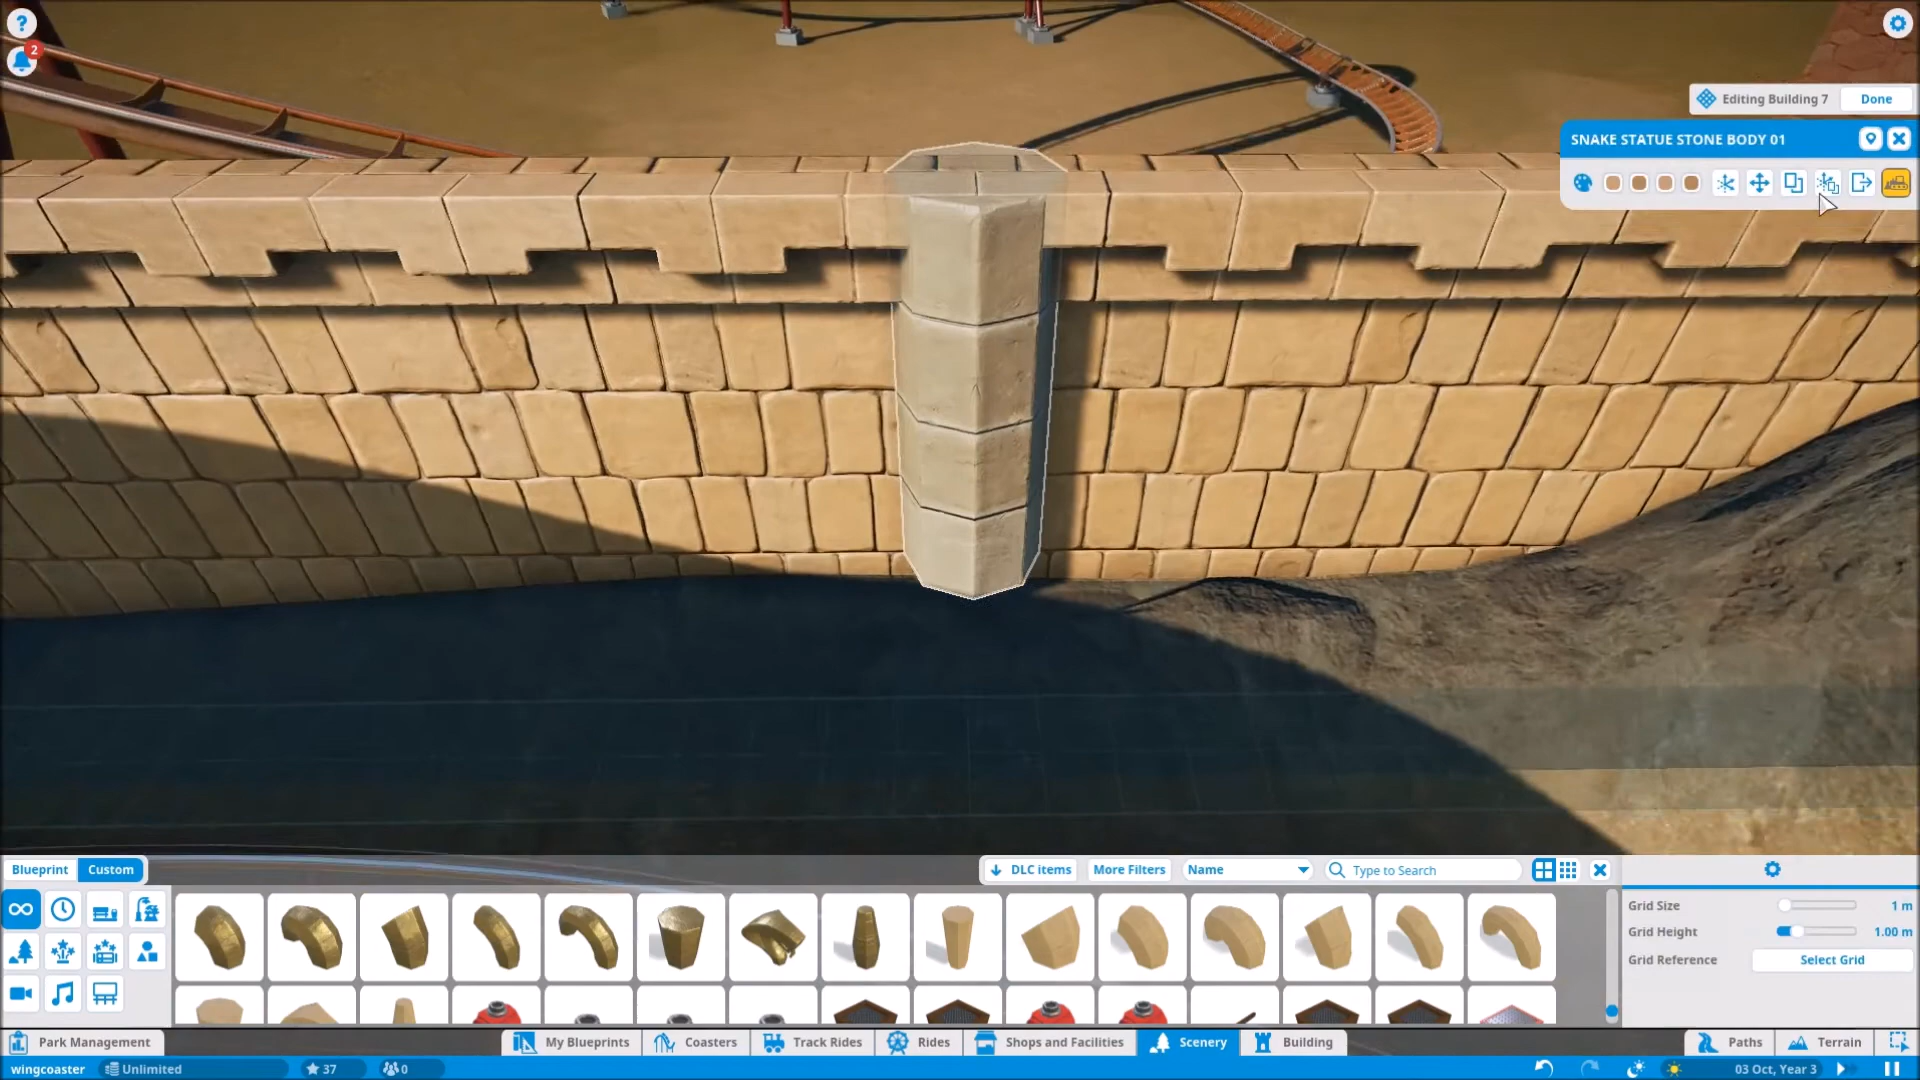 ?
2
Editing Building 7
Done
SNAKE STATUE STONE BODY 01
Blueprint
Custom
DLC items
More Filters
Name
Type to Search
Grid Size
1 m
Grid Height
1.00 m
Grid Reference
Select Grid
Park Management
My Blueprints
Coasters
Track Rides
Rides
Shops and Facilities
Scenery
Building
Paths
Terrain
wingcoaster
Unlimited
37
0
03 Oct, Year 3